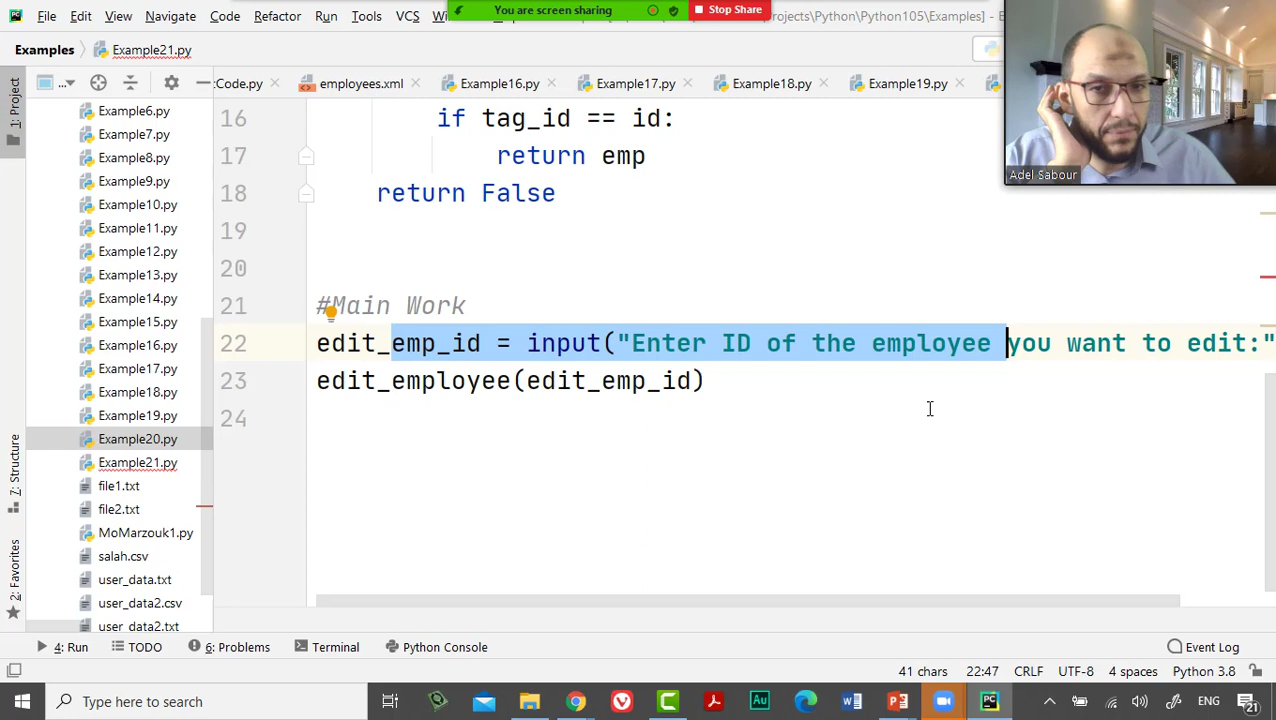 File Edit View Navigate Code Refactor Run Tools VCS
You are screen sharing
Stop Share
Projects\Python\Python105\Examples] - E
Examples Example21.py
Code.py employees.xml Example16.py Example17.py Example18.py Example19.py
1: Project
Example6.py
Example7.py
Example8.py
Example9.py
Example10.py
Example11.py
Example12.py
Example13.py
Example14.py
Example15.py
Example16.py
Example17.py
Example18.py
Example19.py
Example20.py
Example21.py
file1.txt
file2.txt
MoMarzouk1.py
salah.csv
user_data.txt
user_data2.csv
user_data2.txt
7: Structure
2: Favorites
16 if tag_id == id:
17 return emp
18 return False
19
20
21 #Main Work
22 edit_emp_id = input("Enter ID of the employee you want to edit:"
23 edit_employee(edit_emp_id)
24
Adel Sabour
4: Run TODO 6: Problems Terminal Python Console Event Log
41 chars 22:47 CRLF UTF-8 4 spaces Python 3.8
Type here to search
ENG
21